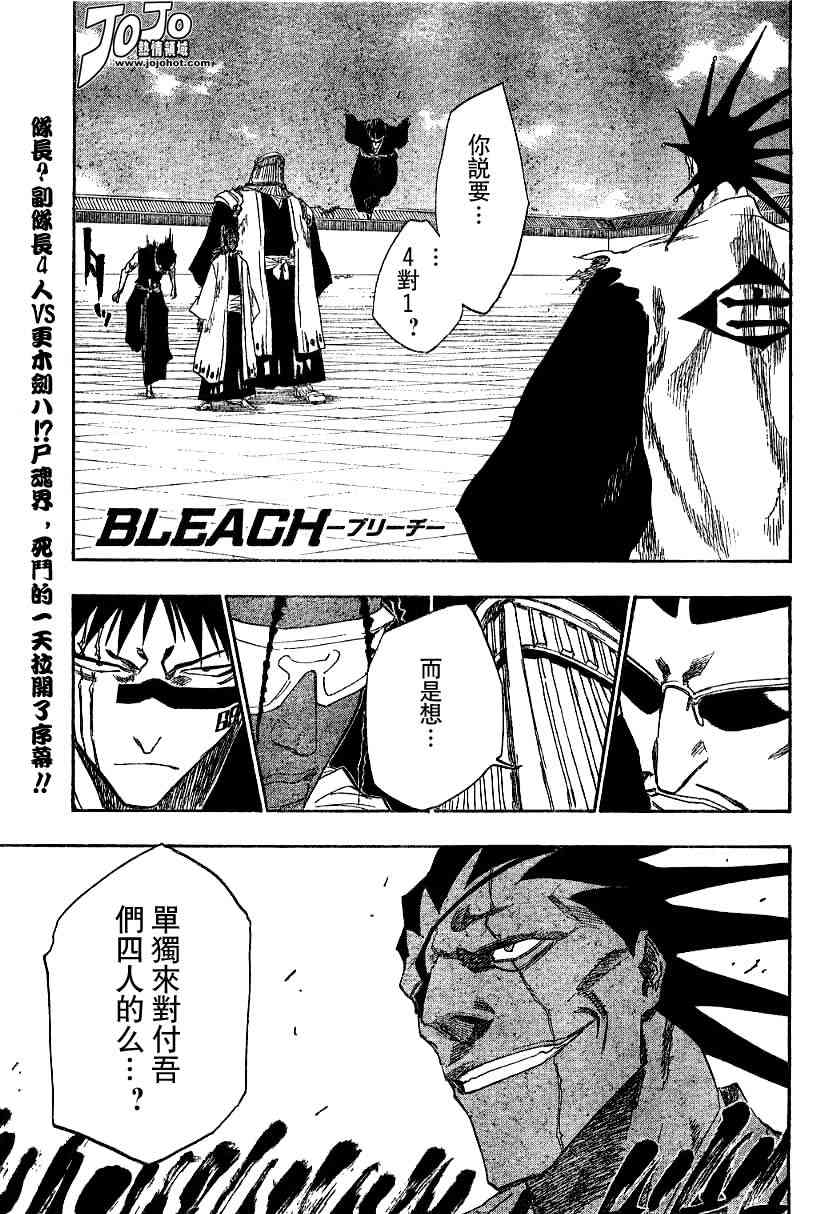 JOJO
熱情領域
www.jojohot.com
你說要…
…
4對1?
隊長?副隊長4人VS更木劍八!?尸魂界,死鬥的一天拉開了序幕!!
BLEACH－ブリーチ－
而是想…
69
單獨來對付吾
們四人的么…?